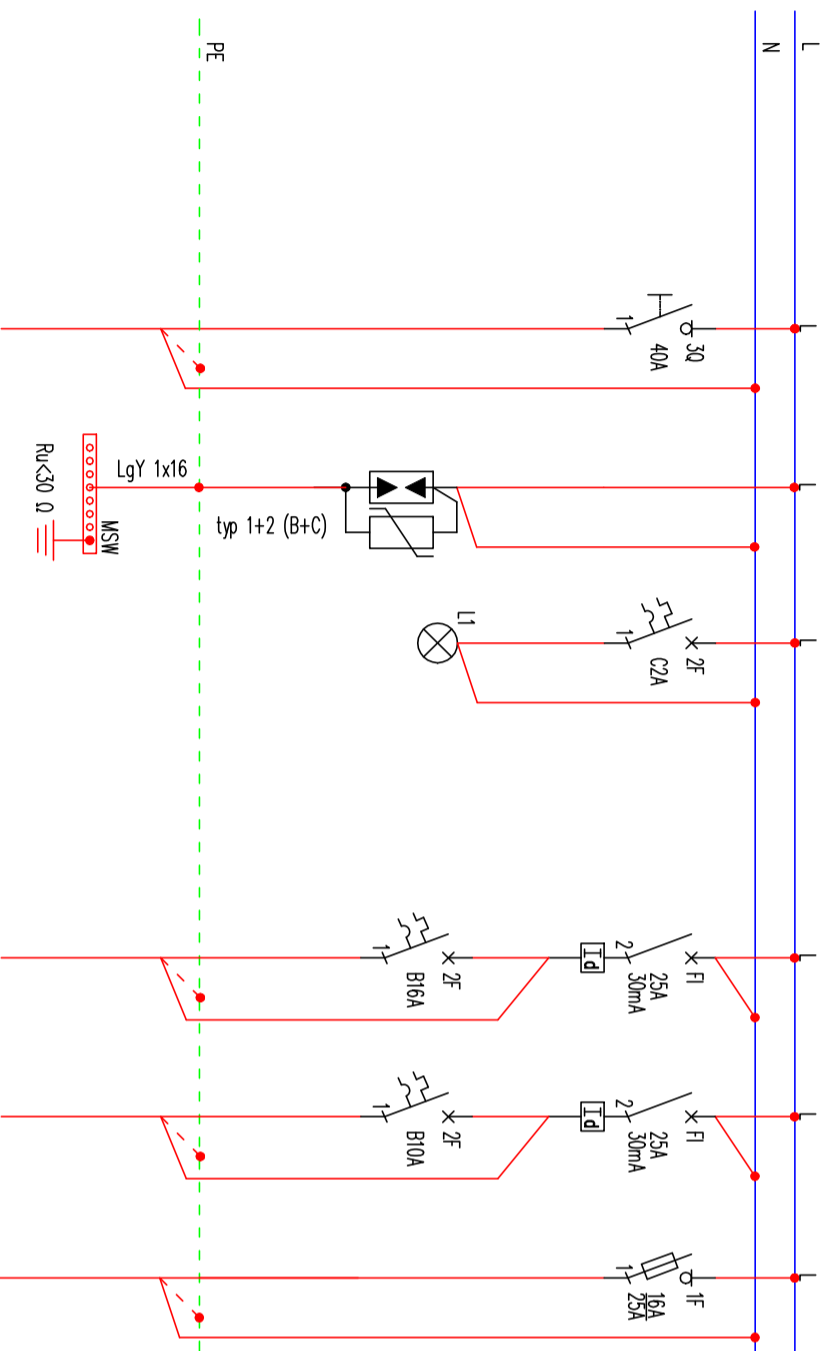 L
N
PE
1
3Q
40A
LgY 1x16
MSW
Ru<30 Ω
typ 1+2 (B+C)
L1
1
2F
C2A
FI
25A
30mA
2
Id
2F
B16A
1
FI
25A
30mA
2
Id
2F
B10A
1
1F
16A
25A
1